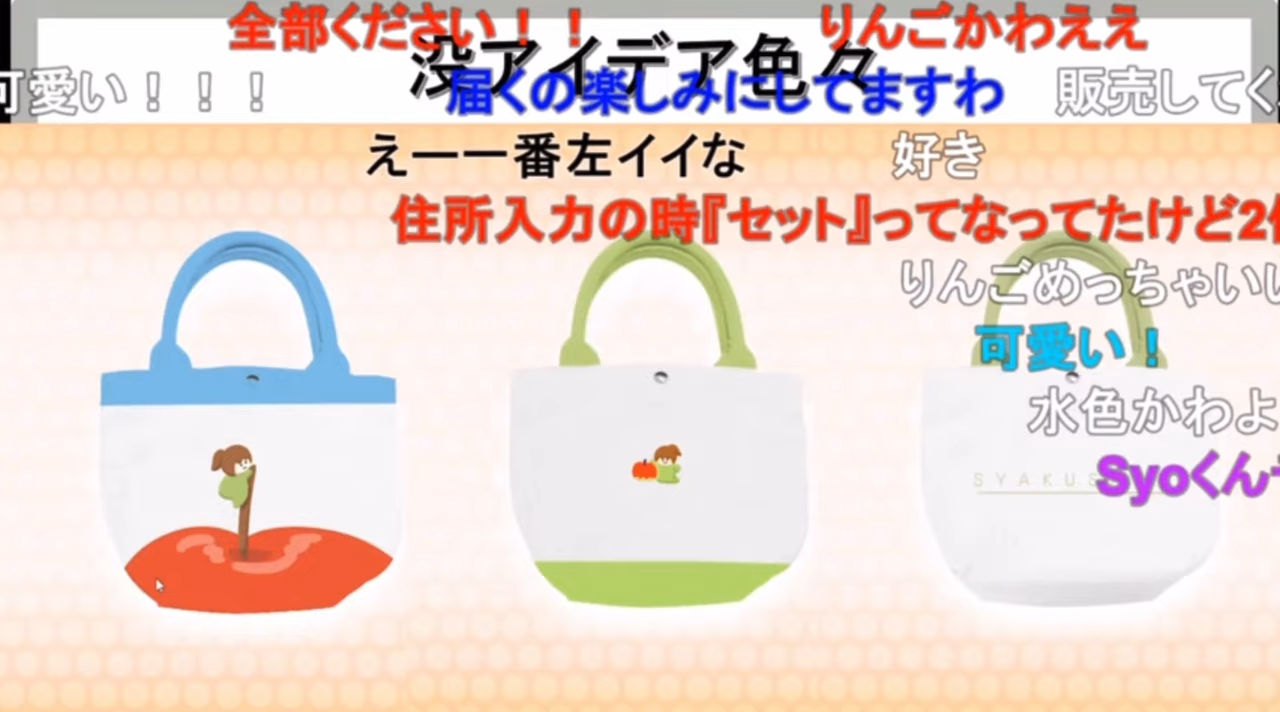 全部ください！！
りんごかわええ
没アイデア色々
可愛い！！！
届くの楽しみにしてますわ
販売してく
えーー番左イイな
好き
住所入力の時『セット』ってなってたけど2
りんごめっちゃいい
可愛い！
水色かわよ
SYAKUS
Syoくん